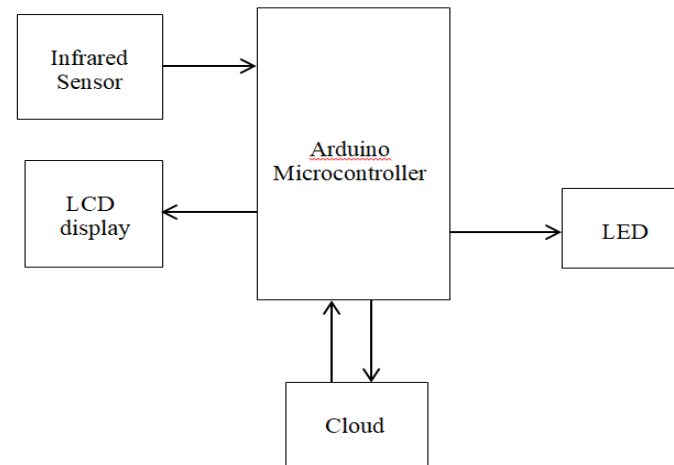 Infrared
Sensor
Arduino
Microcontroller
LCD
display
LED
Cloud